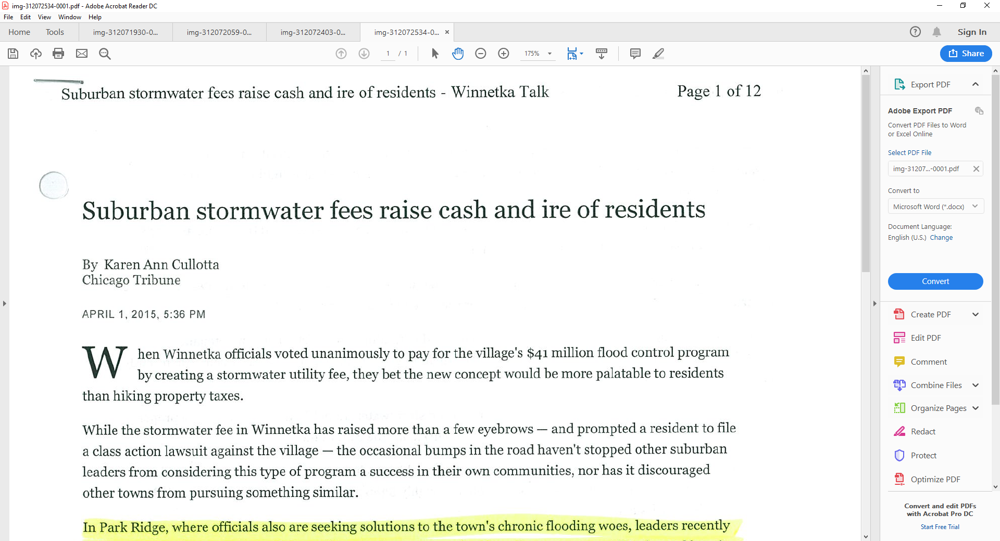 img-312072534-0001.pdf - Adobe Acrobat Reader DC
File Edit View Window Help
Home Tools img-312071930-0... img-312072059-0... img-312072403-0... img-312072534-0... Sign In
1 / 1 175% Share
Suburban stormwater fees raise cash and ire of residents - Winnetka Talk Page 1 of 12
Suburban stormwater fees raise cash and ire of residents
By Karen Ann Cullotta
Chicago Tribune
APRIL 1, 2015, 5:36 PM
When Winnetka officials voted unanimously to pay for the village's $41 million flood control program
by creating a stormwater utility fee, they bet the new concept would be more palatable to residents
than hiking property taxes.
While the stormwater fee in Winnetka has raised more than a few eyebrows — and prompted a resident to file
a class action lawsuit against the village — the occasional bumps in the road haven't stopped other suburban
leaders from considering this type of program a success in their own communities, nor has it discouraged
other towns from pursuing something similar.
In Park Ridge, where officials also are seeking solutions to the town's chronic flooding woes, leaders recently
Export PDF
Adobe Export PDF
Convert PDF Files to Word
or Excel Online
Select PDF File
img-31207...-0001.pdf
Convert to
Microsoft Word (*.docx)
Document Language:
English (U.S.) Change
Convert
Create PDF
Edit PDF
Comment
Combine Files
Organize Pages
Redact
Protect
Optimize PDF
Convert and edit PDFs
with Acrobat Pro DC
Start Free Trial